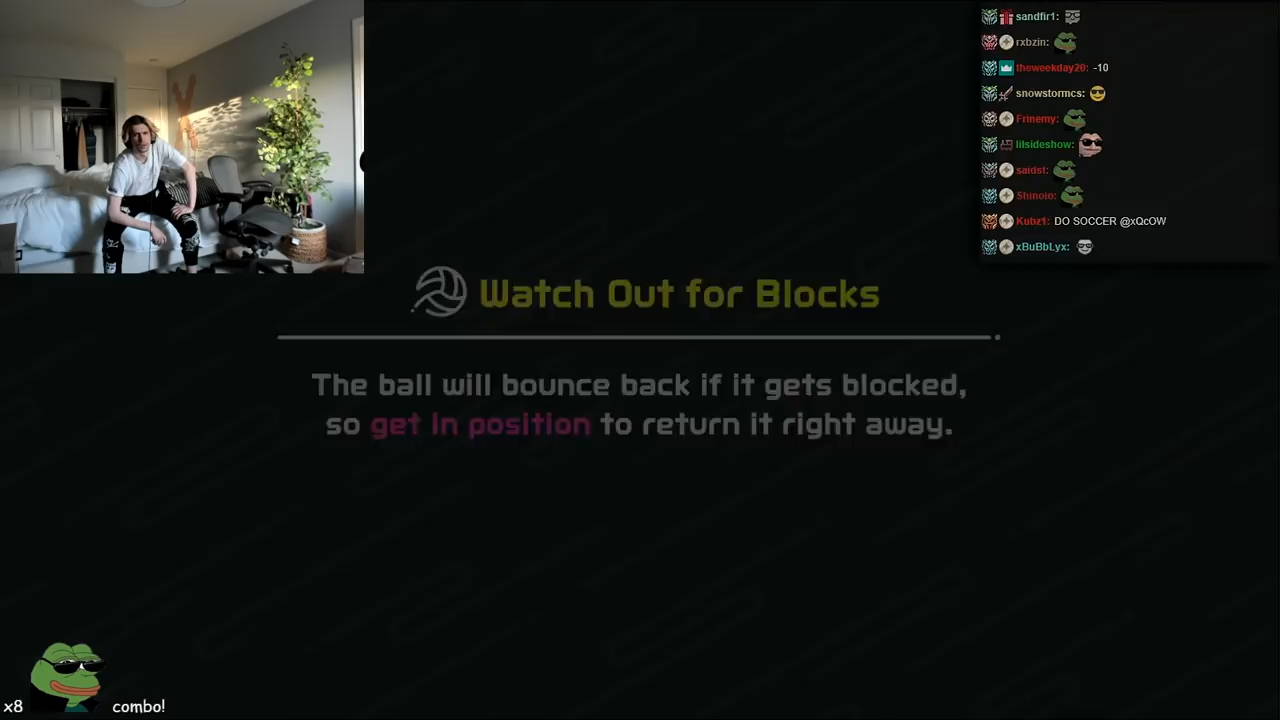 sandfir1:
rxbzin:
theweekday20: -10
snowstormcs:
Frinemy:
lilsideshow:
saidst:
Shinoio:
Kubz1: DO SOCCER @xQcOW
xBuBbLyx:
Watch Out for Blocks
The ball will bounce back if it gets blocked,
so get in position to return it right away.
x8 combo!